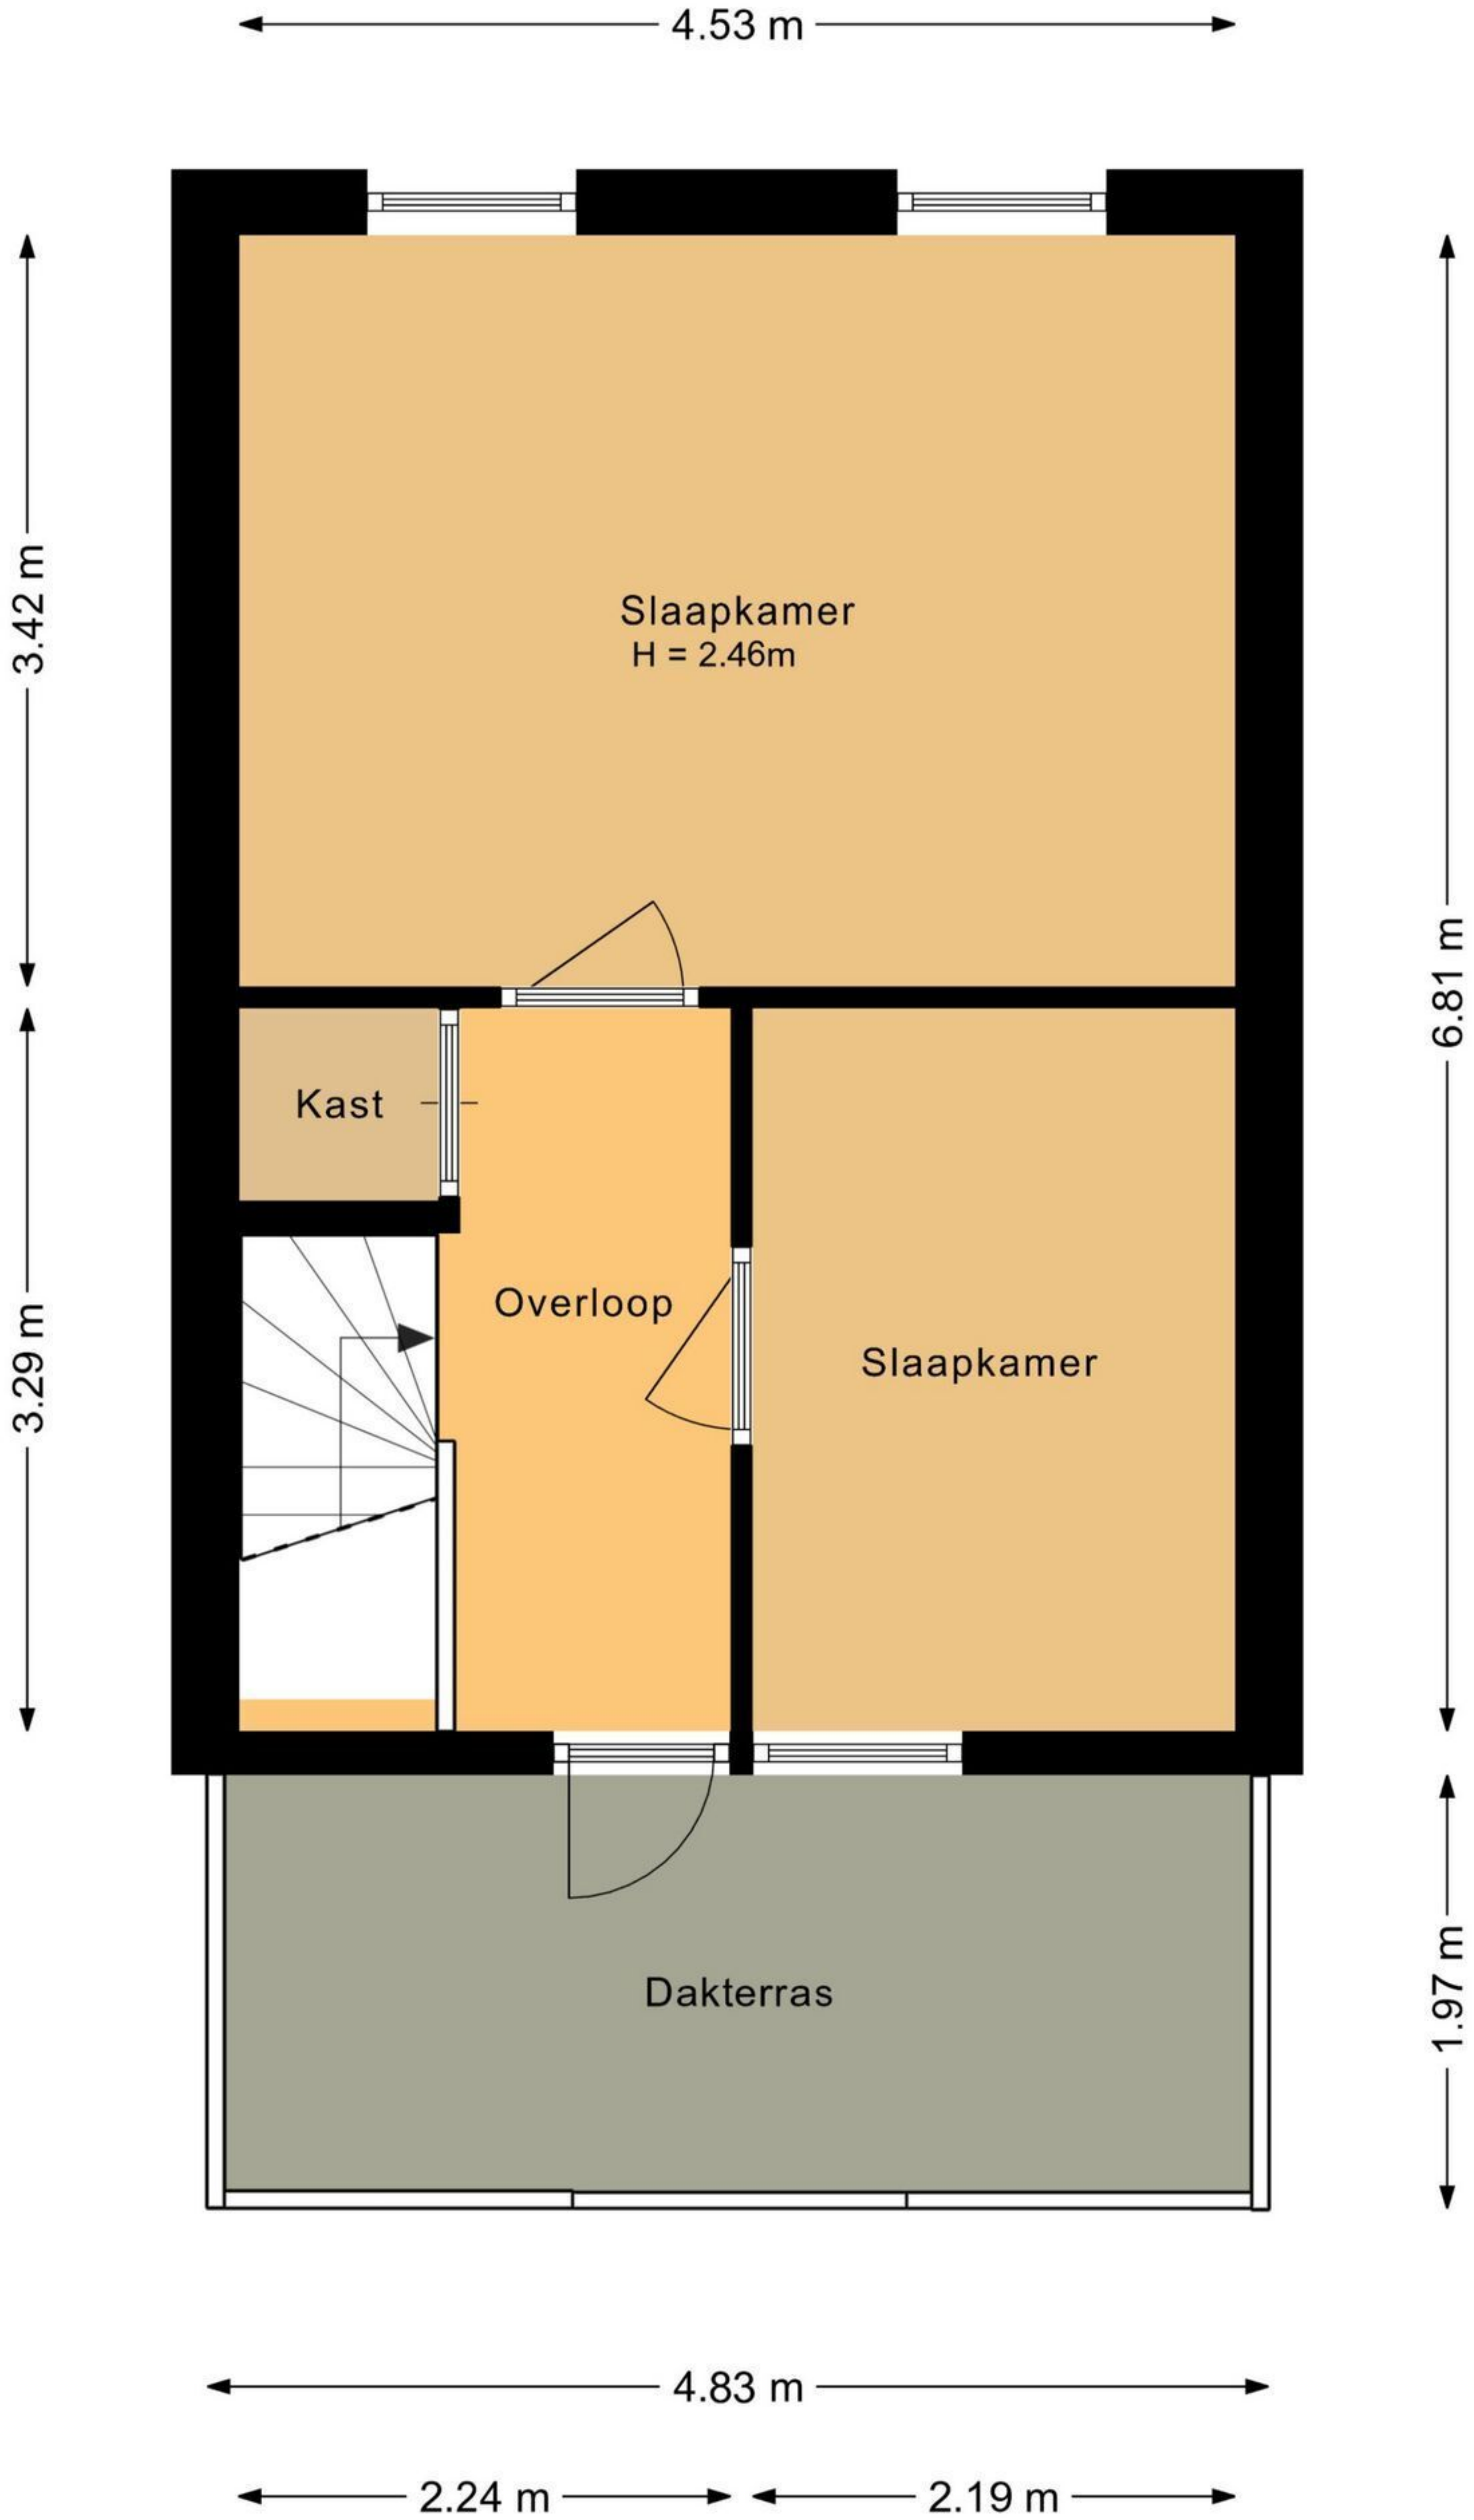 4.53 m
3.42 m
Slaapkamer
H = 2.46m
6.81 m
Kast
Overloop
Slaapkamer
3.29 m
Dakterras
1.97 m
4.83 m
2.24 m
2.19 m